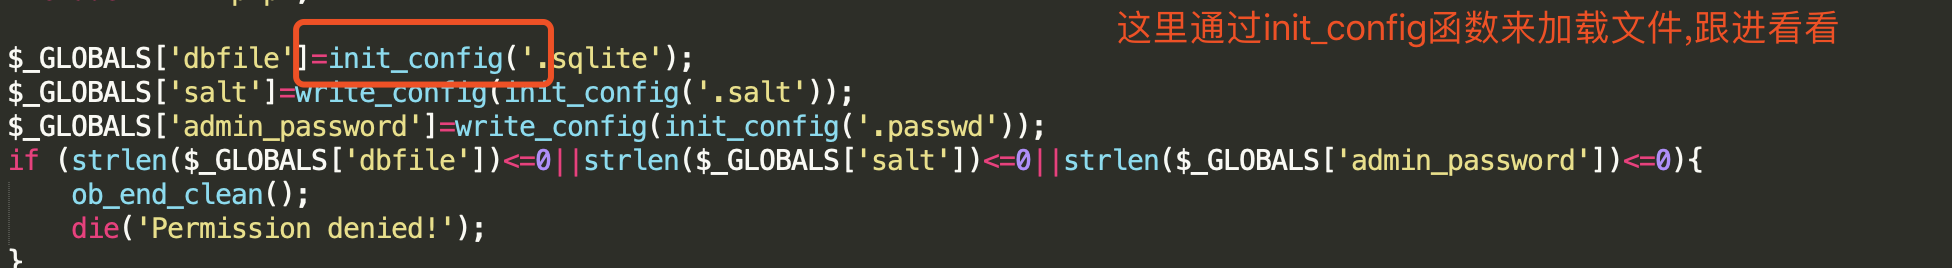 这里通过init_config函数来加载文件,跟进看看
$_GLOBALS['dbfile']=init_config('.sqlite');
$_GLOBALS['salt']=write_config(init_config('.salt'));
$_GLOBALS['admin_password']=write_config(init_config('.passwd'));
if (strlen($_GLOBALS['dbfile'])<=0||strlen($_GLOBALS['salt'])<=0||strlen($_GLOBALS['admin_password'])<=0){
ob_end_clean();
die('Permission denied!');
}